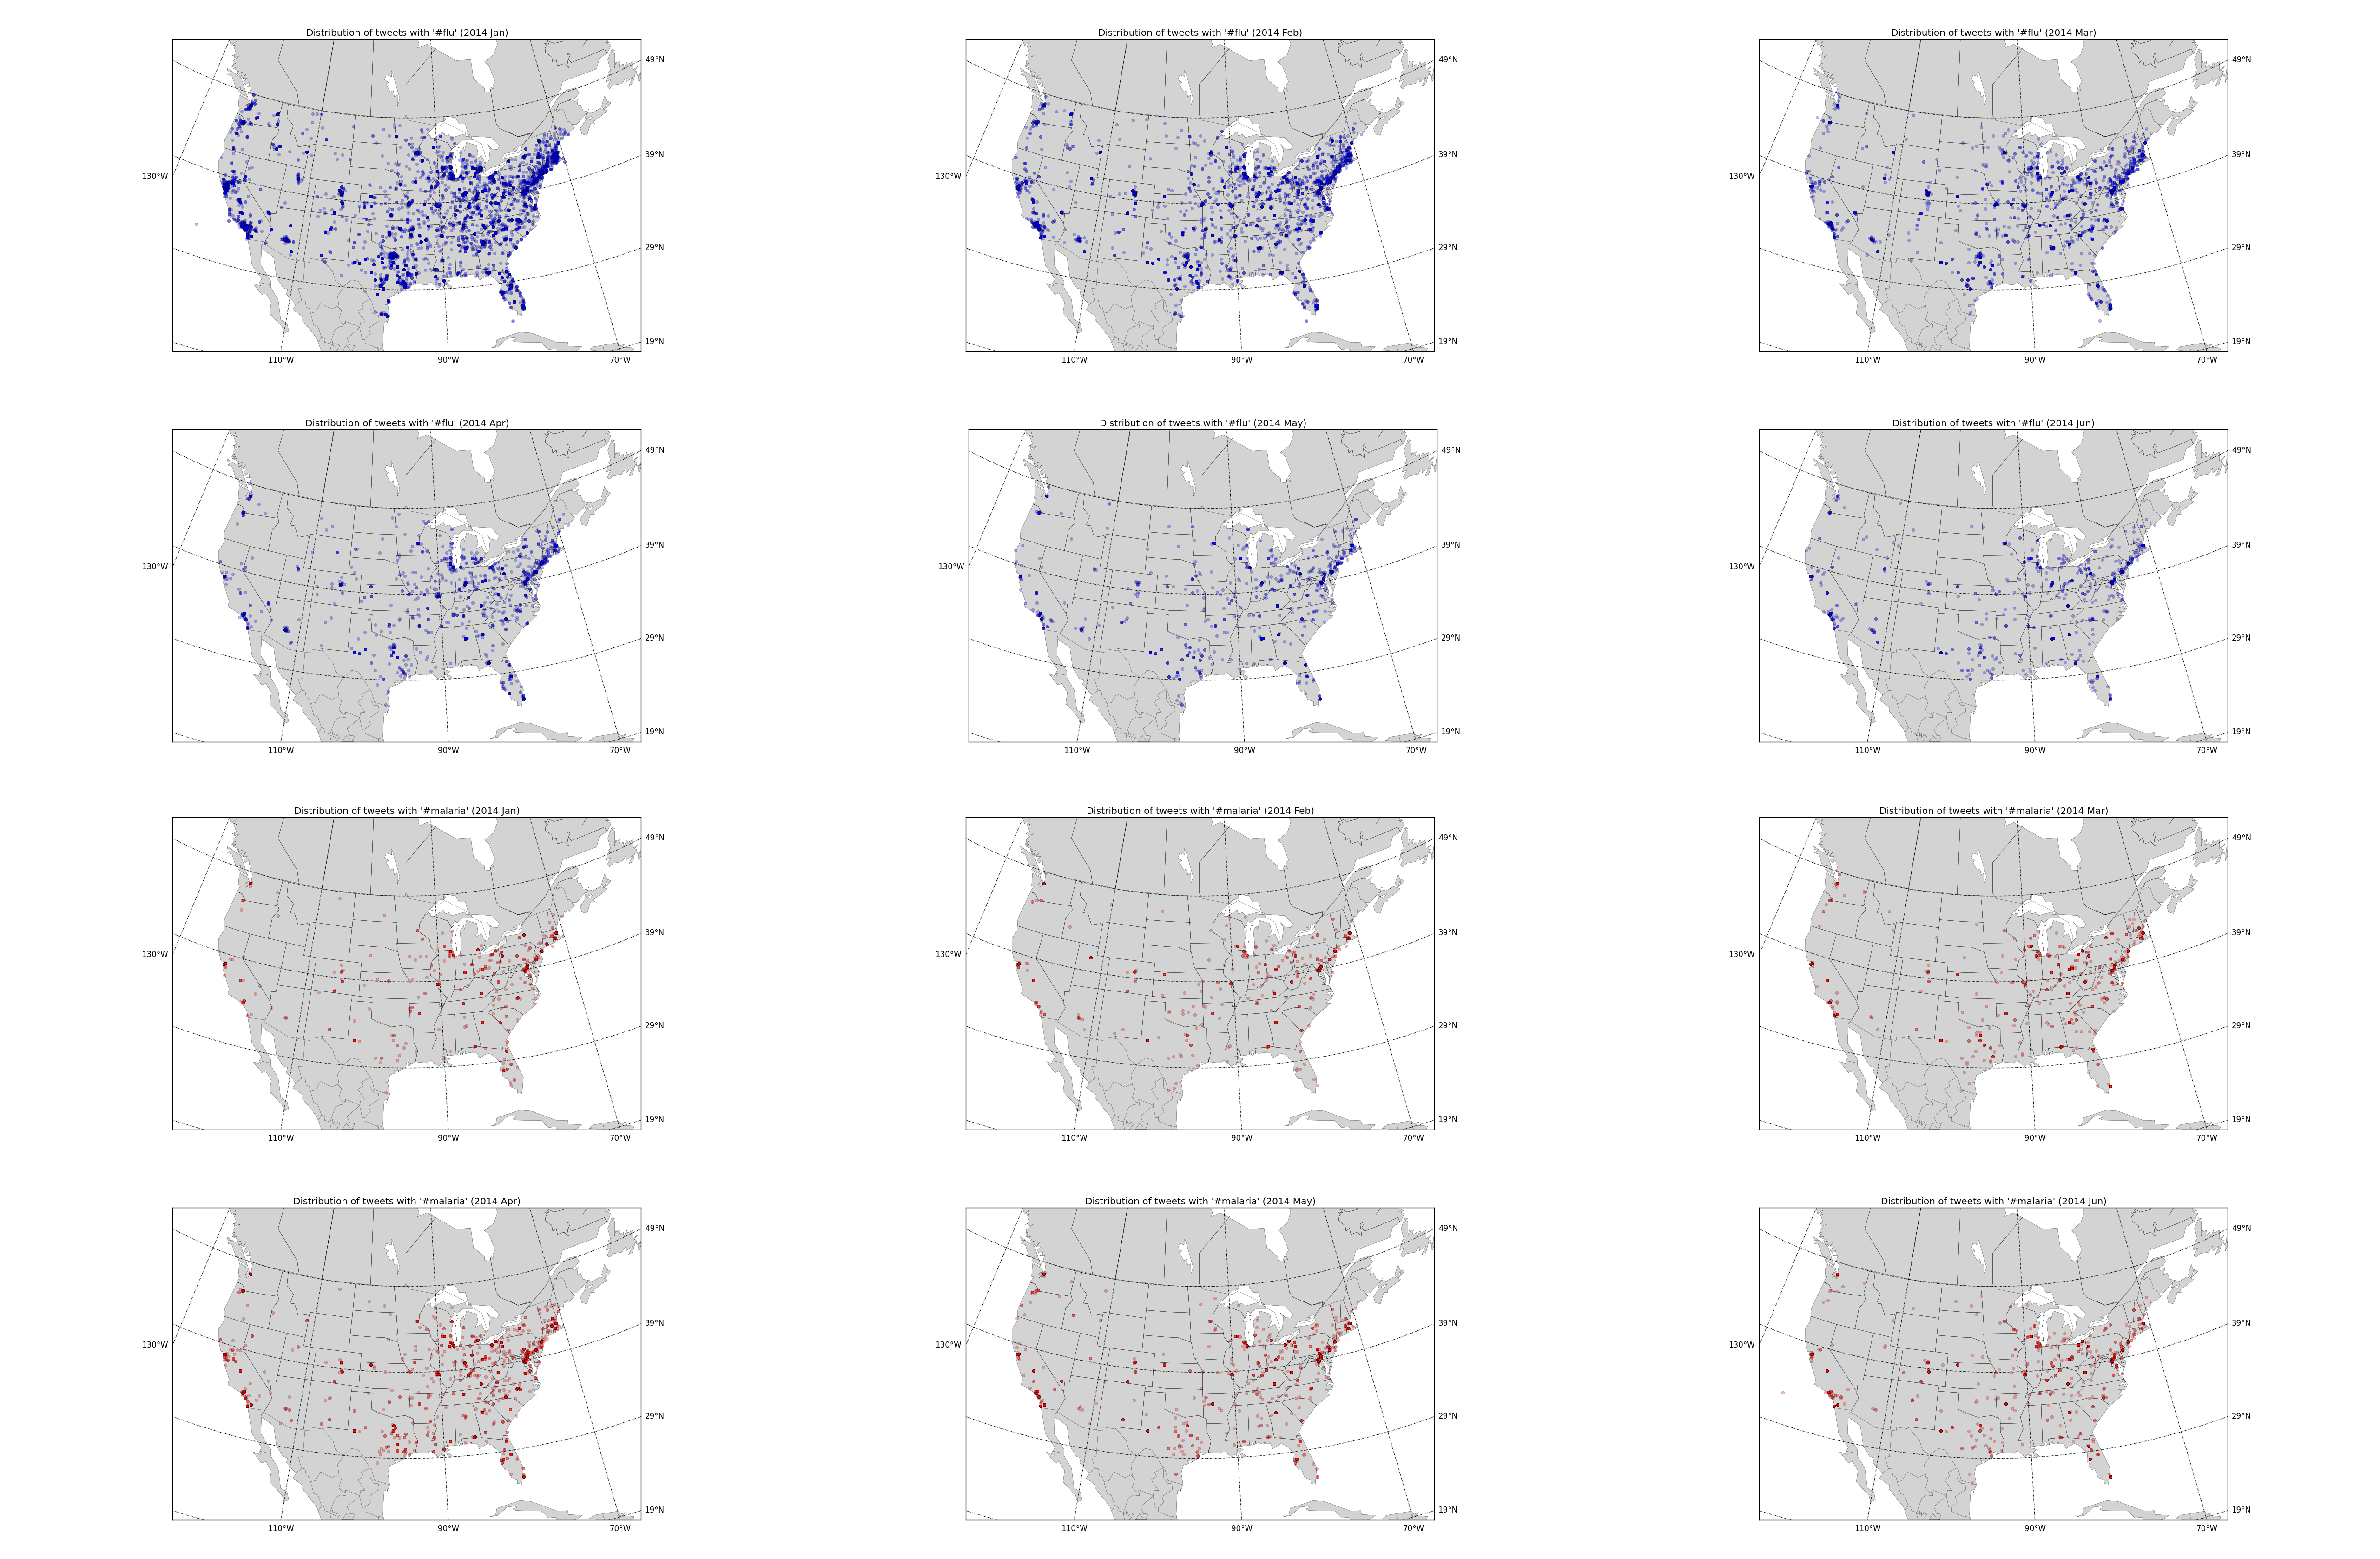 Distribution of tweets with '#flu' (2014 Jan)
49°N
39°N
130°W
29°N
19°N
110°W 90°W 70°W
Distribution of tweets with '#flu' (2014 Feb)
49°N
39°N
130°W
29°N
19°N
110°W 90°W 70°W
Distribution of tweets with '#flu' (2014 Mar)
49°N
39°N
130°W
29°N
19°N
110°W 90°W 70°W
Distribution of tweets with '#flu' (2014 Apr)
49°N
39°N
130°W
29°N
19°N
110°W 90°W 70°W
Distribution of tweets with '#flu' (2014 May)
49°N
39°N
130°W
29°N
19°N
110°W 90°W 70°W
Distribution of tweets with '#flu' (2014 Jun)
49°N
39°N
130°W
29°N
19°N
110°W 90°W 70°W
Distribution of tweets with '#malaria' (2014 Jan)
49°N
39°N
130°W
29°N
19°N
110°W 90°W 70°W
Distribution of tweets with '#malaria' (2014 Feb)
49°N
39°N
130°W
29°N
19°N
110°W 90°W 70°W
Distribution of tweets with '#malaria' (2014 Mar)
49°N
39°N
130°W
29°N
19°N
110°W 90°W 70°W
Distribution of tweets with '#malaria' (2014 Apr)
49°N
39°N
130°W
29°N
19°N
110°W 90°W 70°W
Distribution of tweets with '#malaria' (2014 May)
49°N
39°N
130°W
29°N
19°N
110°W 90°W 70°W
Distribution of tweets with '#malaria' (2014 Jun)
49°N
39°N
130°W
29°N
19°N
110°W 90°W 70°W